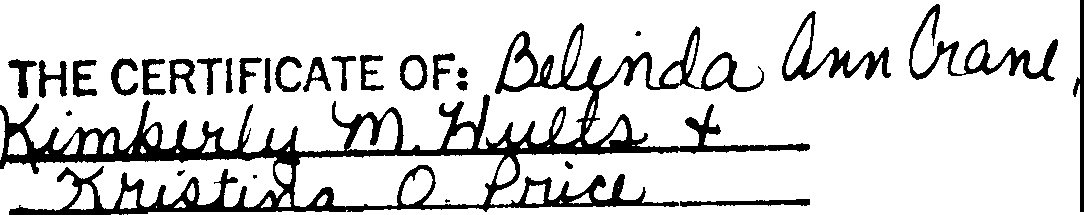 THE CERTIFICATE OF: Belinda Ann Crane,
Kimberly M. Hults +
Kristina O. Price